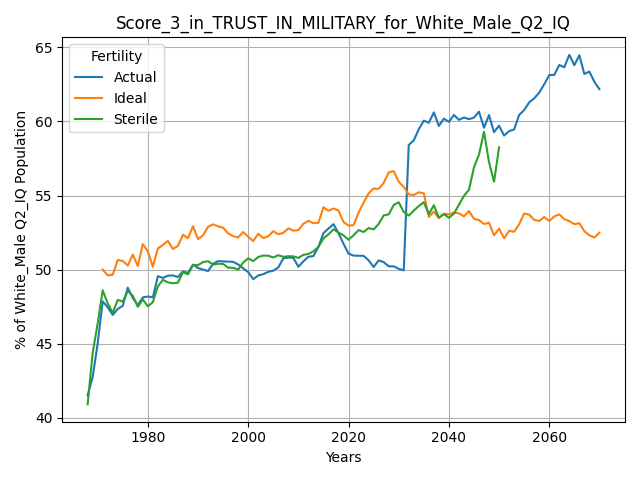 Score_3_in_TRUST_IN_MILITARY_for_White_Male_Q2_IQ
Fertility
Actual
Ideal
Sterile
65
60
55
50
45
40
% of White_Male Q2_IQ Population
1980
2000
2020
2040
2060
Years